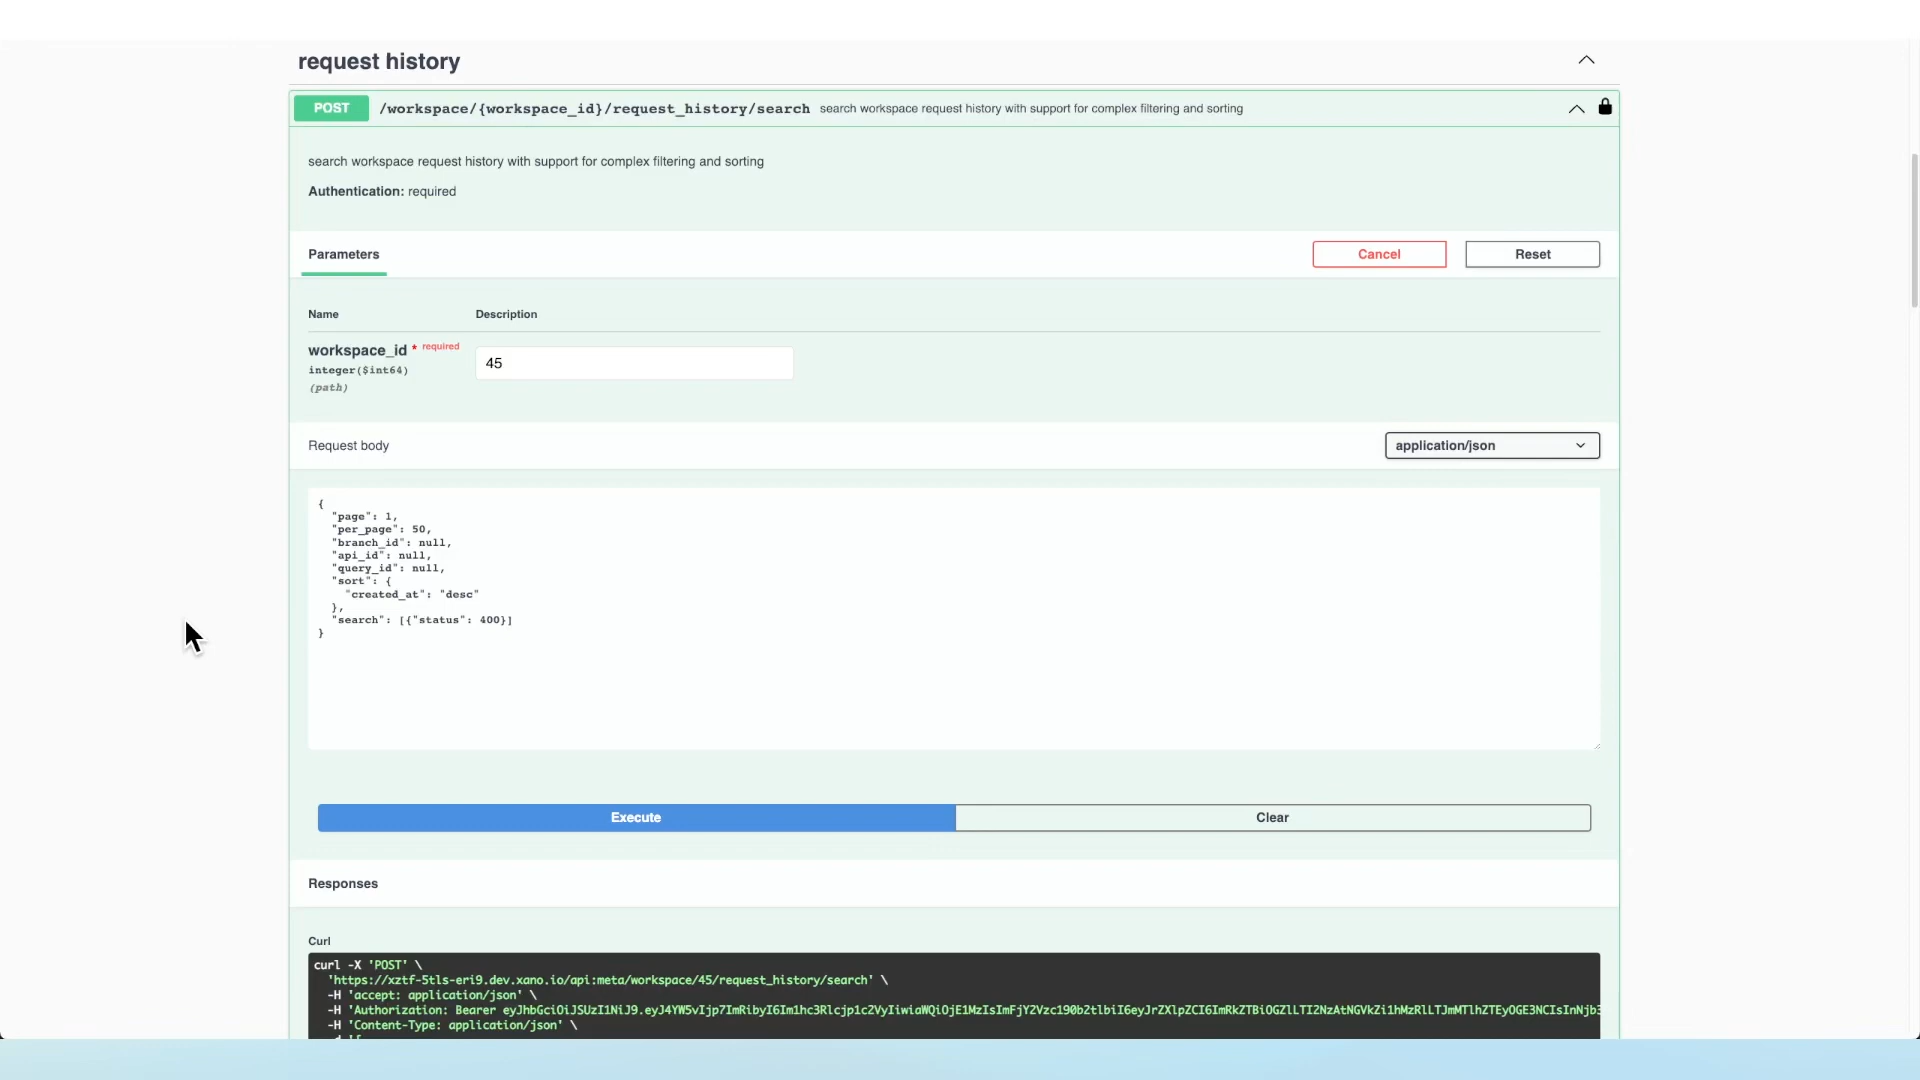 request history
POST /workspace/{workspace_id}/request_history/search search workspace request history with support for complex filtering and sorting
search workspace request history with support for complex filtering and sorting
Authentication: required
Parameters
Cancel
Reset
Name Description
workspace_id * required
integer($int64)
(path)
45
Request body
application/json
{
"page": 1,
"per_page": 50,
"branch_id": null,
"api_id": null,
"query_id": null,
"sort": {
"created_at": "desc"
},
"search": [{"status": 400}]
}
Execute
Clear
Responses
Curl
curl -X 'POST' \
'https://xztf-5tls-eri9.dev.xano.io/api:meta/workspace/45/request_history/search' \
-H 'accept: application/json' \
-H 'Authorization: Bearer
-H 'Content-Type: application/json' \